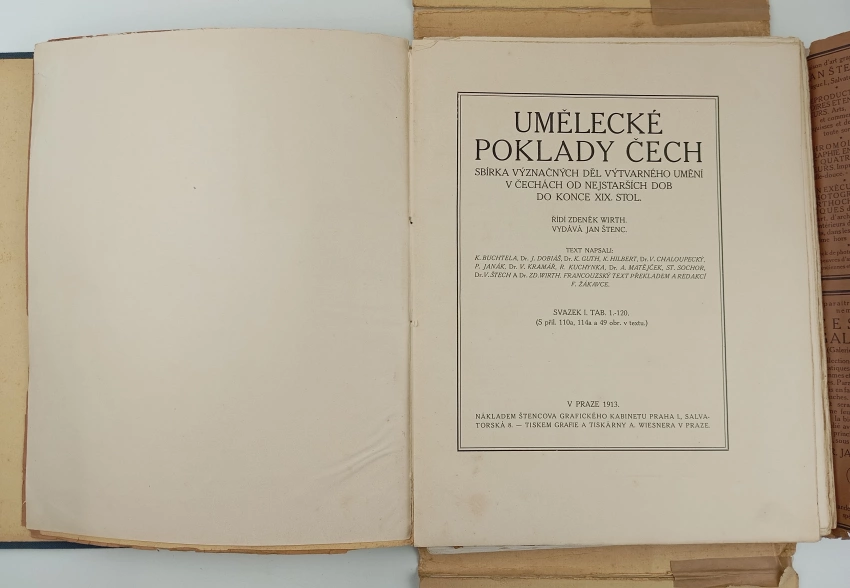 UMĚLECKÉ
POKLADY ČECH
SBÍRKA VÝZNAČNÝCH DĚL VÝTVARNÉHO UMĚNÍ
V ČECHÁCH OD NEJSTARŠÍCH DOB
DO KONCE XIX. STOL.
ŘÍDÍ ZDENĚK WIRTH.
VYDÁVÁ JAN ŠTENC.
TEXT NAPSALI:
K. BUCHTELA, Dr. J. DOBIÁŠ, Dr. K. GUTH, K. HILBERT, Dr. V. CHALOUPECKÝ,
P. JANÁK, Dr. V. KRAMÁŘ, R. KUCHYNKA, Dr. A. MATĚJČEK, ST. SOCHOR,
Dr. V. ŠTECH A Dr. ZD. WIRTH. FRANCOUZSKÝ TEXT PŘEKLADEM A REDAKCÍ
F. ŽÁKAVCE.
SVAZEK I. TAB. 1.-120.
(5 příl. 110a, 114a a 49 obr. v textu.)
V PRAZE 1913.
NÁKLADEM ŠTENCOVA GRAFICKÉHO KABINETU PRAHA I., SALVA-
TORSKÁ 8. — TISKEM GRAFIE A TISKÁRNY A. WIESNERA V PRAZE.